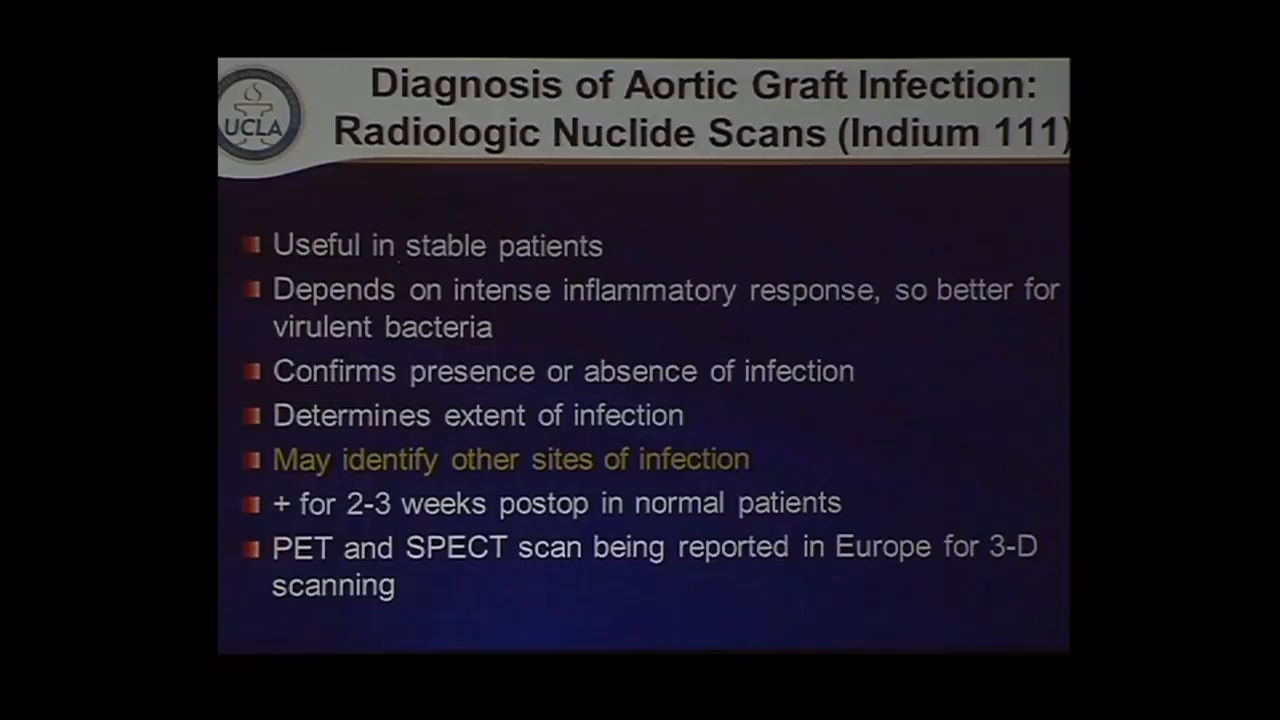 Diagnosis of Aortic Graft Infection:
Radiologic Nuclide Scans (Indium 111)
UCLA
Useful in stable patients
Depends on intense inflammatory response, so better for
virulent bacteria
Confirms presence or absence of infection
Determines extent of infection
May identify other sites of infection
+ for 2-3 weeks postop in normal patients
PET and SPECT scan being reported in Europe for 3-D
scanning